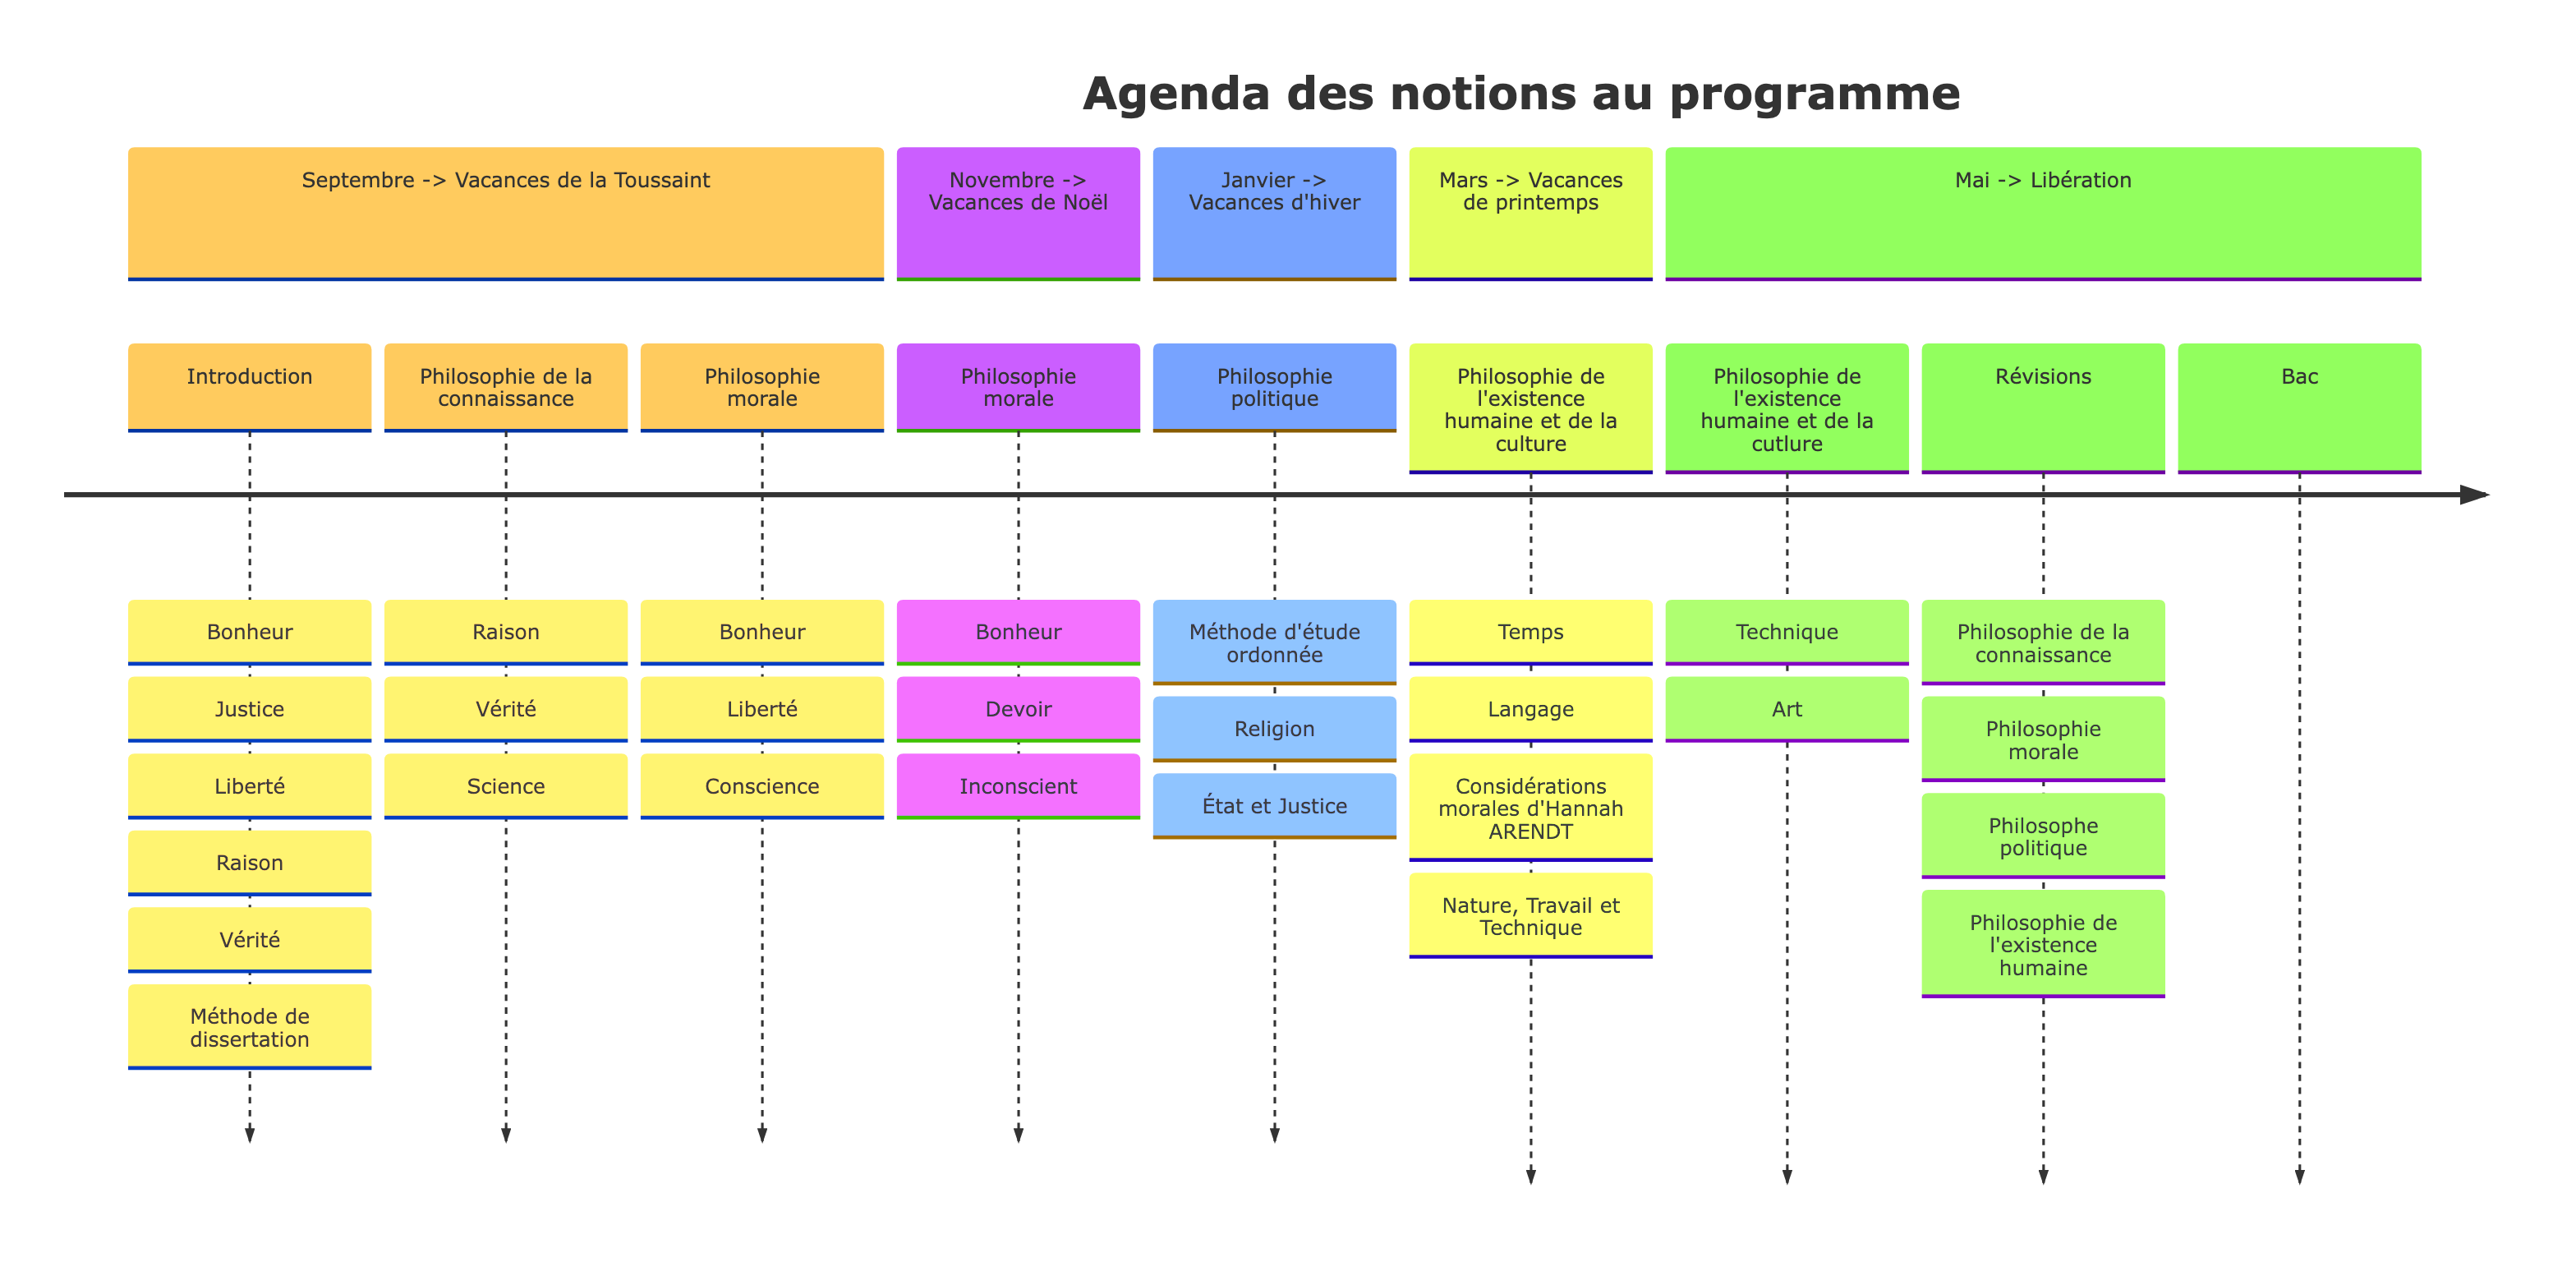 Agenda des notions au programme
Septembre -> Vacances de la Toussaint
Novembre ->
Vacances de Noël
Janvier ->
Vacances d'hiver
Mars -> Vacances
de printemps
Mai -> Libération
Introduction
Philosophie de la
connaissance
Philosophie
morale
Philosophie
morale
Philosophie
politique
Philosophie de
l'existence
humaine et de la
culture
Philosophie de
l'existence
humaine et de la
cutlure
Révisions
Bac
Bonheur
Justice
Liberté
Raison
Vérité
Méthode de
dissertation
Raison
Vérité
Science
Bonheur
Liberté
Conscience
Bonheur
Devoir
Inconscient
Méthode d'étude
ordonnée
Religion
État et Justice
Temps
Langage
Considérations
morales d'Hannah
ARENDT
Nature, Travail et
Technique
Technique
Art
Philosophie de la
connaissance
Philosophie
morale
Philosophe
politique
Philosophie de
l'existence
humaine